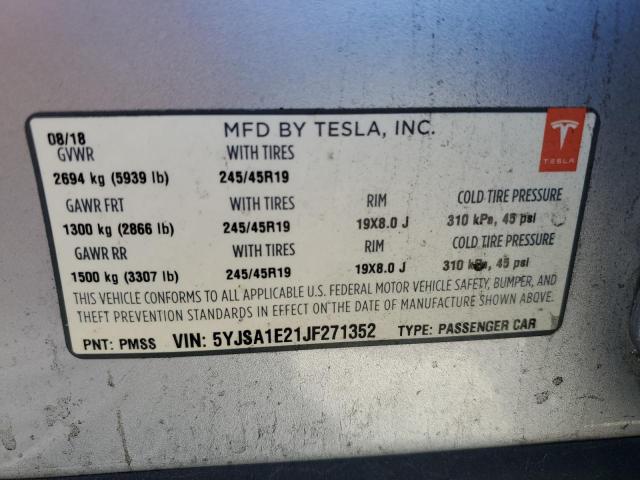 08/18 MFD BY TESLA, INC. TESLA
GVWR WITH TIRES
2694 kg (5939 lb) 245/45R19
GAWR FRT WITH TIRES RIM COLD TIRE PRESSURE
1300 kg (2866 lb) 245/45R19 19X8.0 J 310 kPa, 45 psi
GAWR RR WITH TIRES RIM COLD TIRE PRESSURE
1500 kg (3307 lb) 245/45R19 19X8.0 J 310 kPa, 45 psi
THIS VEHICLE CONFORMS TO ALL APPLICABLE U.S. FEDERAL MOTOR VEHICLE SAFETY, BUMPER, AND
THEFT PREVENTION STANDARDS IN EFFECT ON THE DATE OF MANUFACTURE SHOWN ABOVE.
PNT: PMSS VIN: 5YJSA1E21JF271352 TYPE: PASSENGER CAR